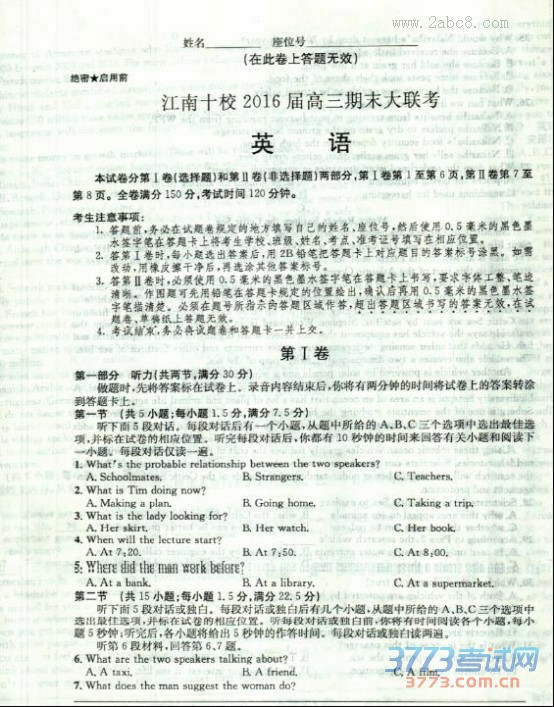 www.2abc8.com
姓名 座位号
(在此卷上答题无效)
绝密★启用前
江南十校 2016 届高三期末大联考
英 语
本试卷分第Ⅰ卷(选择题)和第Ⅱ卷(非选择题)两部分,第Ⅰ卷第 1 至第 6 页,第Ⅱ卷第 7 至
第 8 页。全卷满分 150 分,考试时间 120 分钟。
考生注意事项:
1. 答题前,务必在试题卷规定的地方填写自己的姓名、座位号,然后使用 0.5 毫米的黑色墨
水签字笔在答题卡上将考生学校、班级、姓名、考点、准考证号填写在相应位置。
2. 答第Ⅰ卷时,每小题选出答案后,用 2B 铅笔把答题卡上对应题目的答案标号涂黑。如需
改动,用橡皮擦干净后,再选涂其他答案标号。
3. 答第Ⅱ卷时,必须使用 0.5 毫米的黑色墨水签字笔在答题卡上书写,要求字体工整、笔迹
清晰。作图题可先用铅笔在答题卡规定的位置绘出,确认后再用 0.5 毫米的黑色墨水签
字笔描清楚。必须在题号所指示的答题区域作答,超出答题区域书写的答案无效,在试
题卷、草稿纸上答题无效。
4. 考试结束,务必将试题卷和答题卡一并上交。
第Ⅰ卷
第一部分 听力(共两节,满分 30 分)
做题时,先将答案标在试卷上。录音内容结束后,你将有两分钟的时间将试卷上的答案转涂
到答题卡上。
第一节 (共 5 小题;每小题 1.5 分,满分 7.5 分)
听下面 5 段对话。每段对话后有一个小题,从题中所给的 A、B、C 三个选项中选出最佳选
项,并标在试卷的相应位置。听完每段对话后,你都有 10 秒钟的时间来回答有关小题和阅读下
一小题。每段对话仅读一遍。
1. What's the probable relationship between the two speakers?
A. Schoolmates. B. Strangers. C. Teachers.
2. What is Tim doing now?
A. Making a plan. B. Going home. C. Taking a trip.
3. What is the lady looking for?
A. Her skirt. B. Her watch. C. Her book.
4. When will the lecture start?
A. At 7:20. B. At 7:50. C. At 8:00.
5. Where did the man work before?
A. At a bank. B. At a library. C. At a supermarket.
第二节 (共 15 小题;每小题 1.5 分,满分 22.5 分)
听下面 5 段对话或独白。每段对话或独白后有几个小题,从题中所给的 A、B、C 三个选项中
选出最佳选项,并标在试卷的相应位置。听每段对话或独白前,你将有时间阅读各个小题,每小
题 5 秒钟;听完后,各小题将给出 5 秒钟的作答时间。每段对话或独白读两遍。
听第 6 段材料,回答第 6、7 题。
6. What are the two speakers talking about?
A. A taxi. B. A friend. C. A film.
7. What does the man suggest the woman do?
3773考试网
3773.com.cn